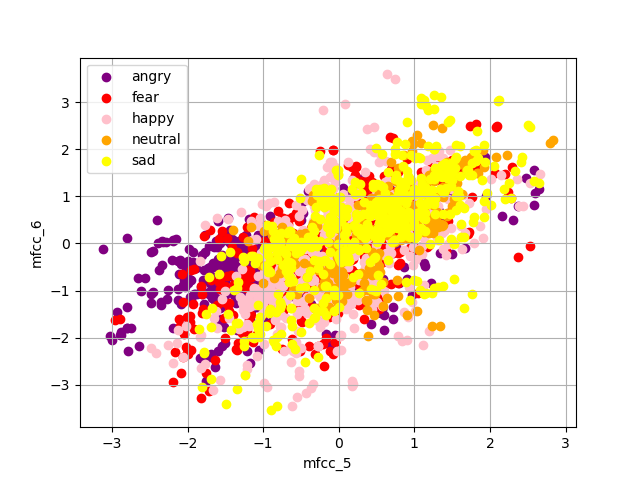 angry
fear
happy
neutral
sad
3
2
1
0
−1
−2
−3
mfcc_6
−3 −2 −1 0 1 2 3
mfcc_5